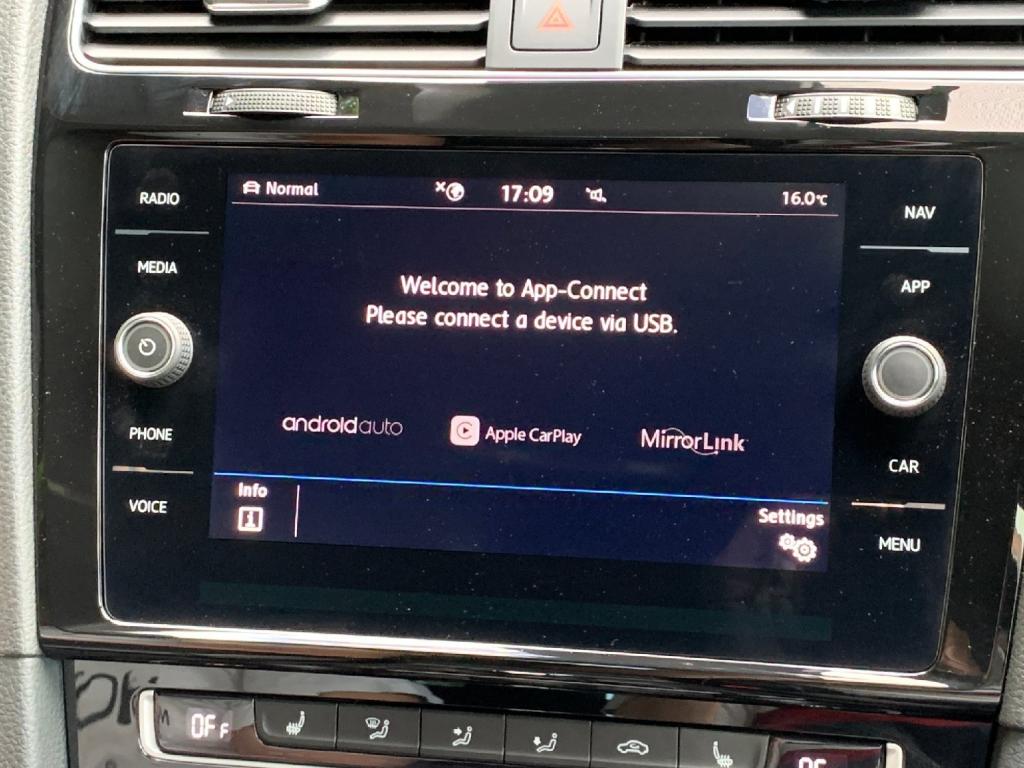 RADIO
MEDIA
PHONE
VOICE
Normal
17:09
16.0°C
Welcome to App-Connect
Please connect a device via USB.
androidauto
Apple CarPlay
MirrorLink
Info
Settings
NAV
APP
CAR
MENU
OFF